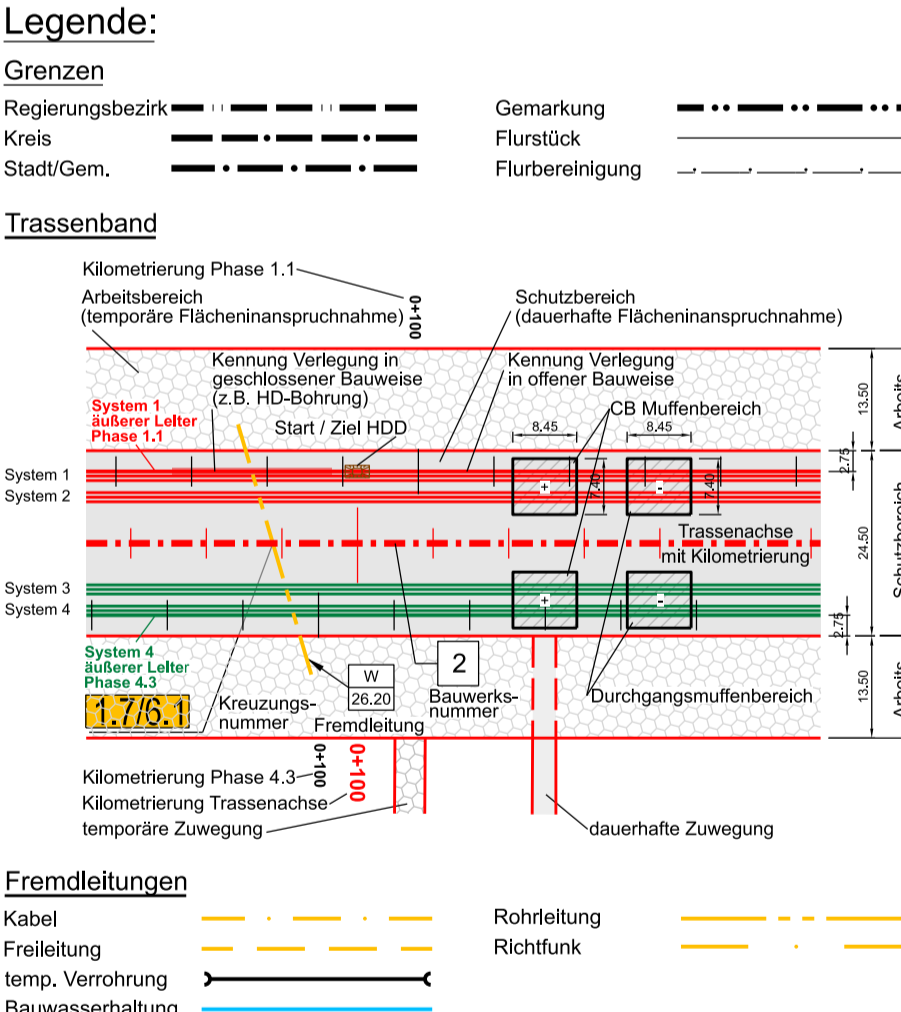 Legende:
Grenzen
Regierungsbezirk
Kreis
Stadt/Gem.
Gemarkung
Flurstück
Flurbereinigung
Trassenband
Kilometrierung Phase 1.1
Arbeitsbereich
(temporäre Flächeninanspruchnahme)
0+100
Schutzbereich
(dauerhafte Flächeninanspruchnahme)
Kennung Verlegung in
geschlossener Bauweise
(z.B. HD-Bohrung)
Kennung Verlegung
in offener Bauweise
System 1
äußerer Lelter
Phase 1.1
Start / Ziel HDD
CB Muffenbereich
8.45
8.45
13.50
Arbeits
System 1
System 2
+
-
7.40
7.40
2.75
Trassenachse
mit Kilometrierung
24.50
Schutzbereich
System 3
System 4
+
-
2.75
System 4
äußerer Lelter
Phase 4.3
1.7/6.1
Kreuzungs-
nummer
W
26.20
Fremdleitung
2
Bauwerks-
nummer
Durchgangsmuffenbereich
13.50
Arbeits
Kilometrierung Phase 4.3
0+100
0+100
Kilometrierung Trassenachse
temporäre Zuwegung
dauerhafte Zuwegung
Fremdleitungen
Kabel
Freileitung
temp. Verrohrung
Bauwasserhaltung
Rohrleitung
Richtfunk